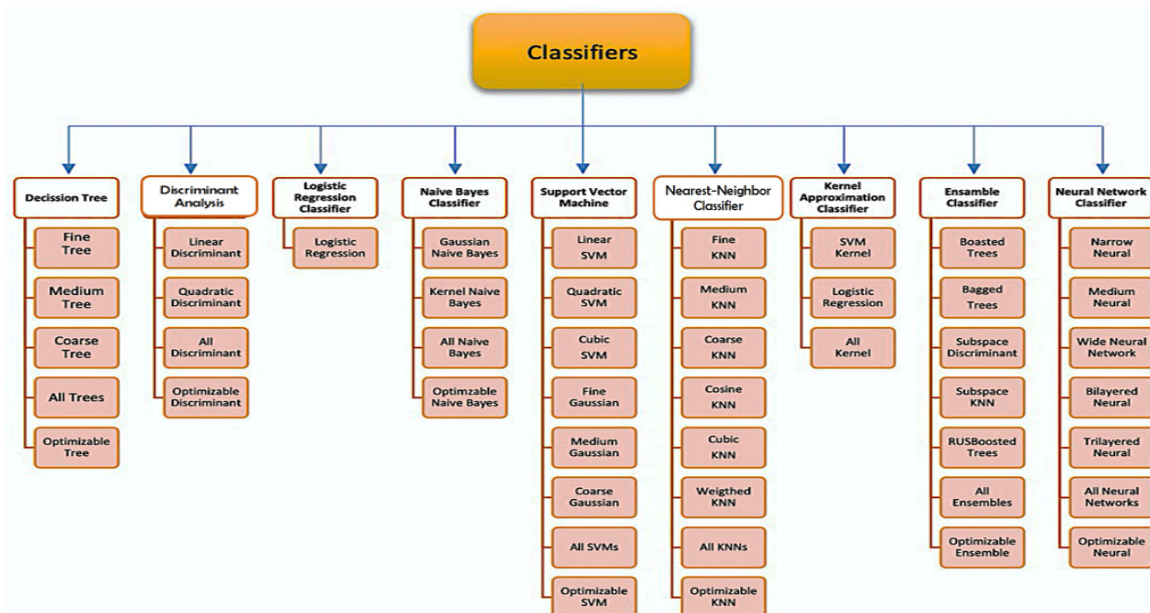 Classifiers
Decission Tree
Fine
Tree
Medium
Tree
Coarse
Tree
All Trees
Optimizable
Tree
Discriminant
Analysis
Linear
Discriminant
Quadratic
Discriminant
All
Discriminant
Optimizable
Discriminant
Logistic
Regression
Classifier
Logistic
Regression
Naive Bayes
Classifier
Gaussian
Naive Bayes
Kernel Naive
Bayes
All Naive
Bayes
Optimzable
Naive Bayes
Support Vector
Machine
Linear
SVM
Quadratic
SVM
Cubic
SVM
Fine
Gaussian
Medium
Gaussian
Coarse
Gaussian
All SVMs
Optimizable
SVM
Nearest-Neighbor
Classifier
Fine
KNN
Medium
KNN
Coarse
KNN
Cosine
KNN
Cubic
KNN
Weigthed
KNN
All KNNs
Optimizable
KNN
Kernel
Approximation
Classifier
SVM
Kernel
Logistic
Regression
All
Kernel
Ensamble
Classifier
Boasted
Trees
Bagged
Trees
Subspace
Discriminant
Subspace
KNN
RUSBoosted
Trees
All
Ensembles
Optimizable
Ensemble
Neural Network
Classifier
Narrow
Neural
Medium
Neural
Wide Neural
Network
Bilayered
Neural
Trilayered
Neural
All Neural
Networks
Optimizable
Neural